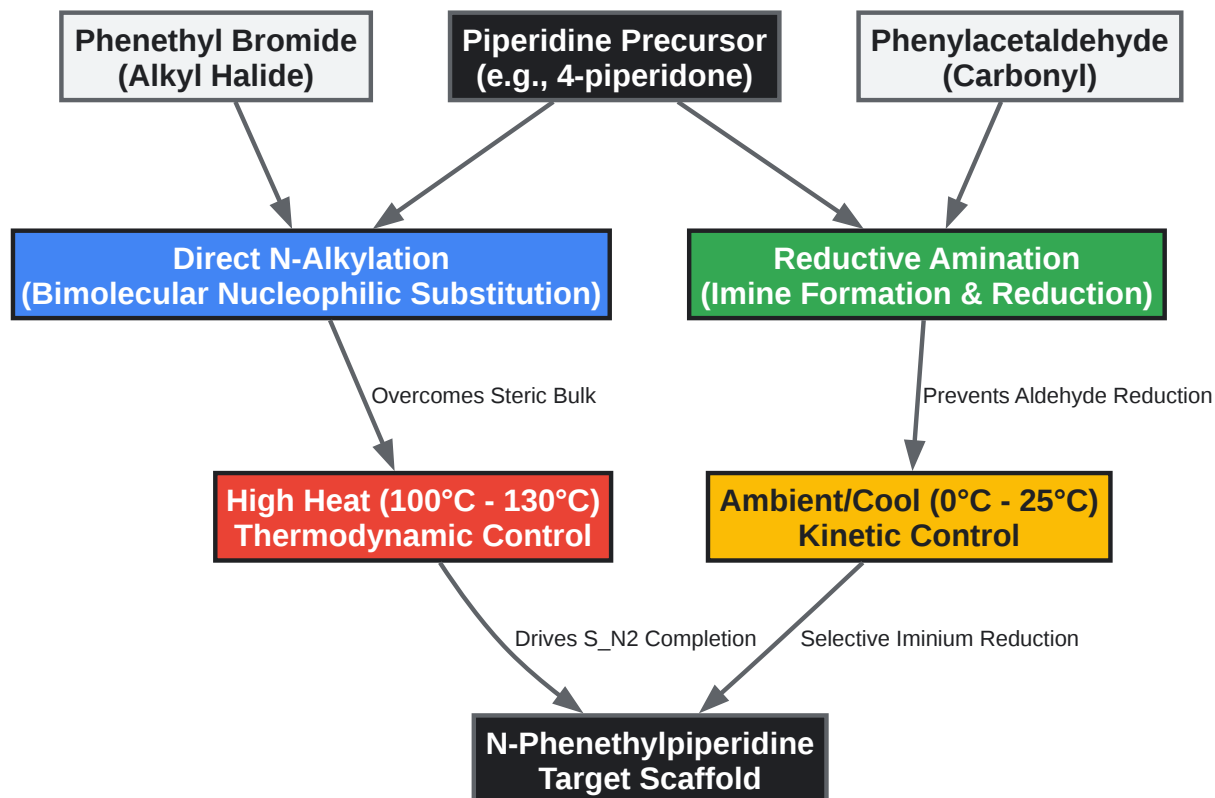 Phenethyl Bromide
(Alkyl Halide)
Piperidine Precursor
(e.g., 4-piperidone)
Phenylacetaldehyde
(Carbonyl)
Direct N-Alkylation
(Bimolecular Nucleophilic Substitution)
Reductive Amination
(Imine Formation & Reduction)
Overcomes Steric Bulk
Prevents Aldehyde Reduction
High Heat (100°C - 130°C)
Thermodynamic Control
Ambient/Cool (0°C - 25°C)
Kinetic Control
Drives S_N2 Completion
Selective Iminium Reduction
N-Phenethylpiperidine
Target Scaffold